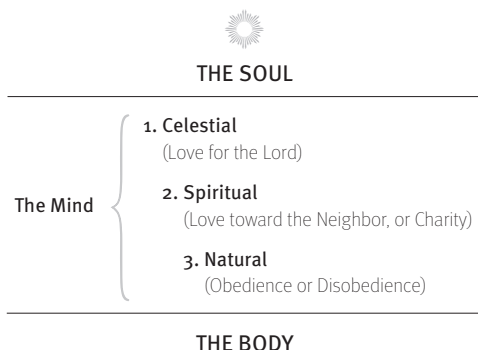 THE SOUL
1. Celestial
(Love for the Lord)
The Mind
2. Spiritual
(Love toward the Neighbor, or Charity)
3. Natural
(Obedience or Disobedience)
THE BODY